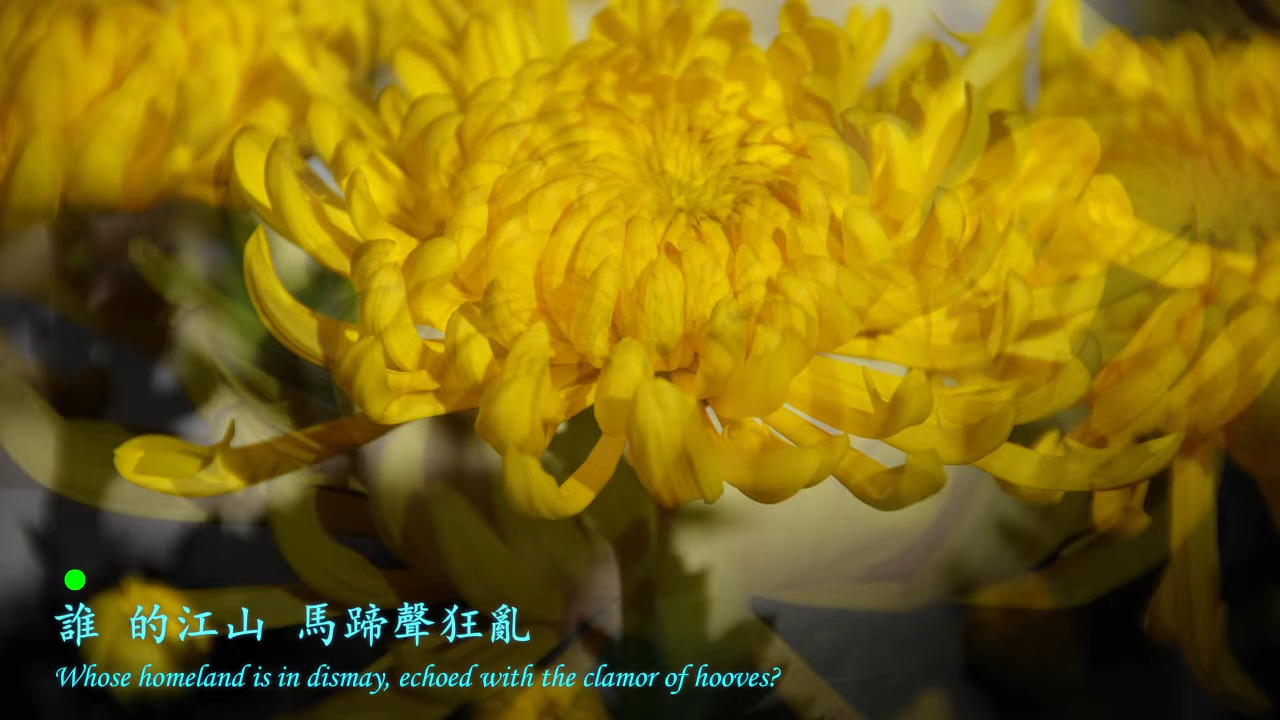 誰 的江山 馬蹄聲狂亂
Whose homeland is in dismay, echoed with the clamor of hooves?